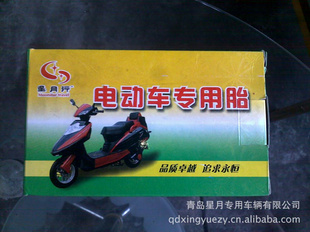 星月行
电动车专用胎
品质卓越 追求永恒
青岛星月专用车辆有限公司
qdxingyuezy.cn.alibaba.com